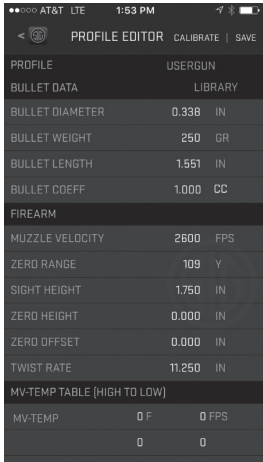 ●●○○○ AT&T LTE 1:53 PM
< PROFILE EDITOR CALIBRATE | SAVE
PROFILE USERGUN
BULLET DATA LIBRARY
BULLET DIAMETER 0.338 IN
BULLET WEIGHT 250 GR
BULLET LENGTH 1.551 IN
BULLET COEFF 1.000 CC
FIREARM
MUZZLE VELOCITY 2600 FPS
ZERO RANGE 109 Y
SIGHT HEIGHT 1.750 IN
ZERO HEIGHT 0.000 IN
ZERO OFFSET 0.000 IN
TWIST RATE 11.250 IN
MV-TEMP TABLE (HIGH TO LOW)
MV-TEMP 0 F 0 FPS
0 0